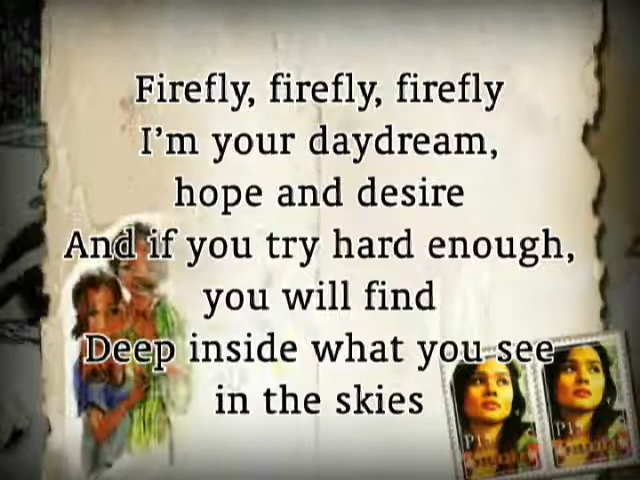 Firefly, firefly, firefly
I'm your daydream,
hope and desire
And if you try hard enough,
you will find
Deep inside what you see
in the skies